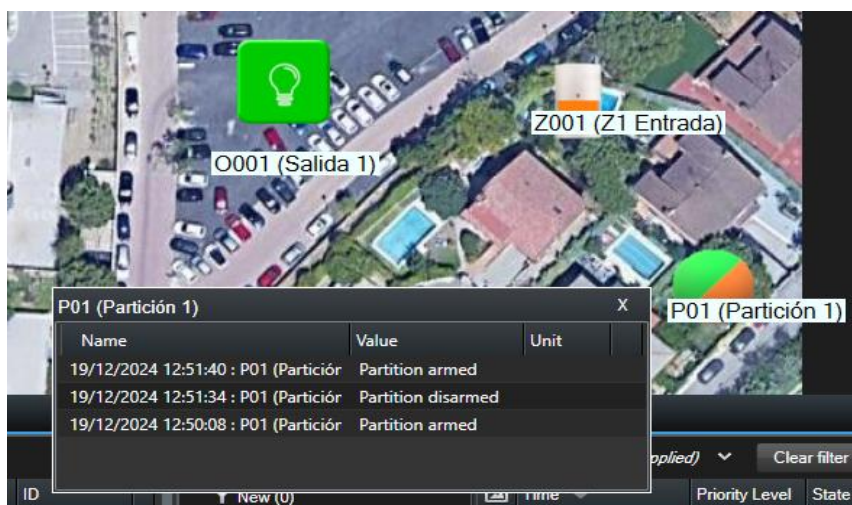 Z001 (Z1 Entrada)
O001 (Salida 1)
P01 (Partición 1)
P01 (Partición 1) X
Name Value Unit
19/12/2024 12:51:40 : P01 (Partición Partition armed
19/12/2024 12:51:34 : P01 (Partición Partition disarmed
19/12/2024 12:50:08 : P01 (Partición Partition armed
pplied) Clear filter
ID New (0) Time Priority Level State